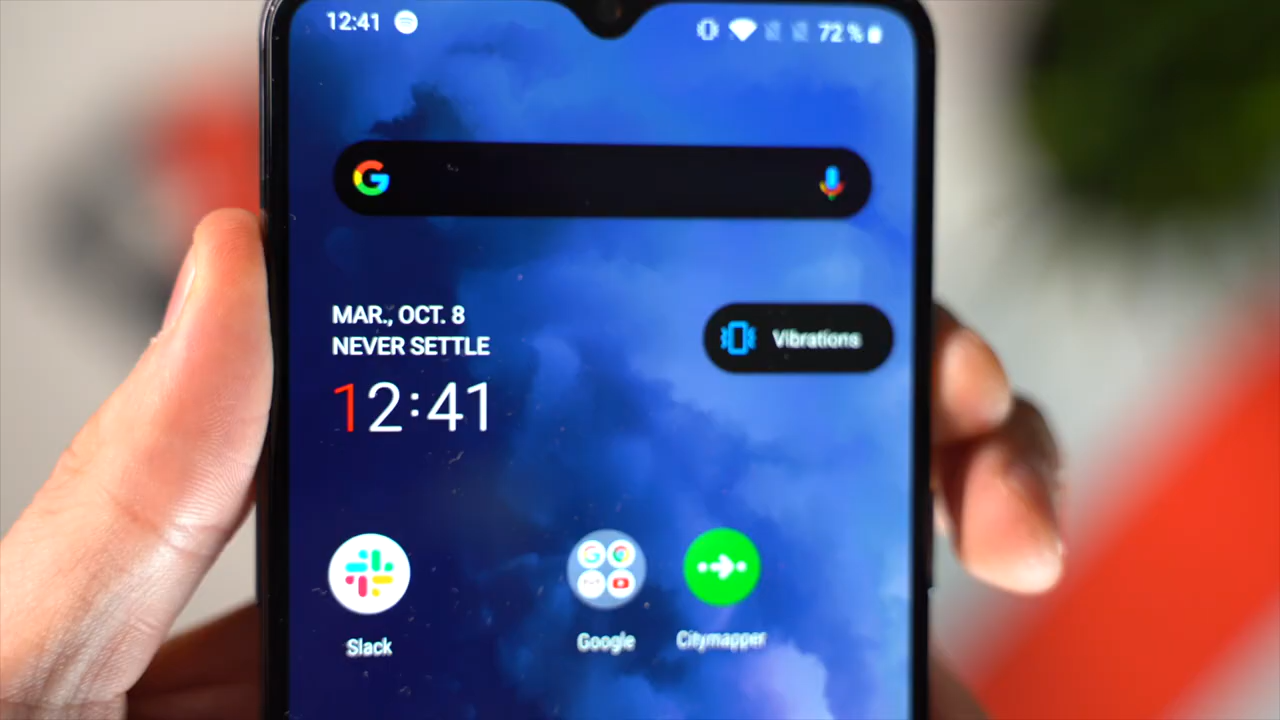 12:41
72 %
MAR., OCT. 8
NEVER SETTLE
12:41
Vibrations
Slack
Google
Citymapper